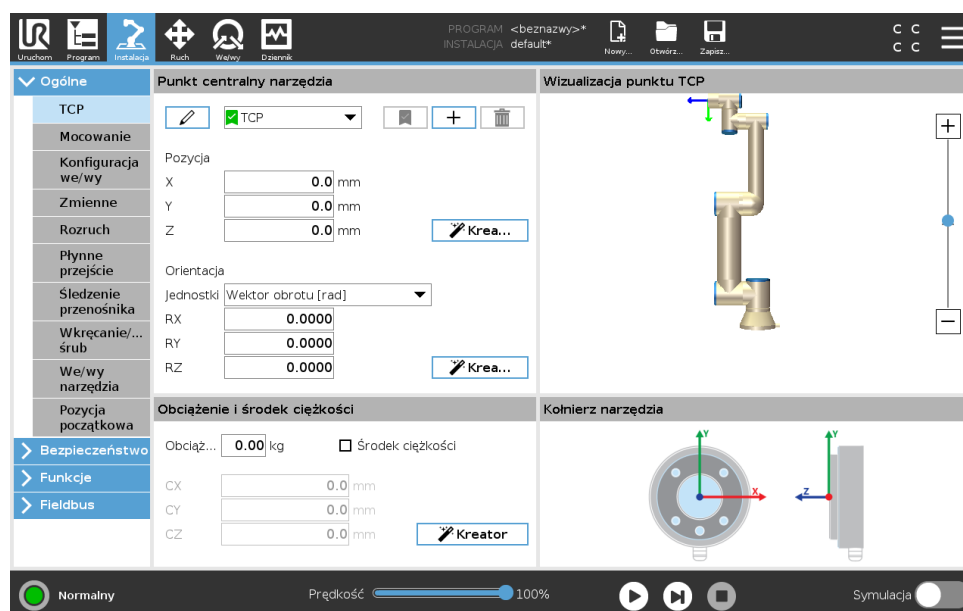 UR
PROGRAM <beznazwy>*
INSTALACJA default*
C C
C C
Uruchom Program Instalacja Ruch We/wy Dziennik Nowy... Otwórz... Zapisz...
Ogólne
TCP
Mocowanie
Konfiguracja
we/wy
Zmienne
Rozruch
Płynne
przejście
Śledzenie
przenośnika
Wkręcanie/...
śrub
We/wy
narzędzia
Pozycja
początkowa
Bezpieczeństwo
Funkcje
Fieldbus
Punkt centralny narzędzia
TCP
Pozycja
X 0.0 mm
Y 0.0 mm
Z 0.0 mm
Krea...
Orientacja
Jednostki Wektor obrotu [rad]
RX 0.0000
RY 0.0000
RZ 0.0000
Krea...
Obciążenie i środek ciężkości
Obciąż... 0.00 kg Środek ciężkości
CX 0.0 mm
CY 0.0 mm
CZ 0.0 mm
Kreator
Wizualizacja punktu TCP
Kołnierz narzędzia
Y
X
Y
Z
Normalny
Prędkość 100%
Symulacja